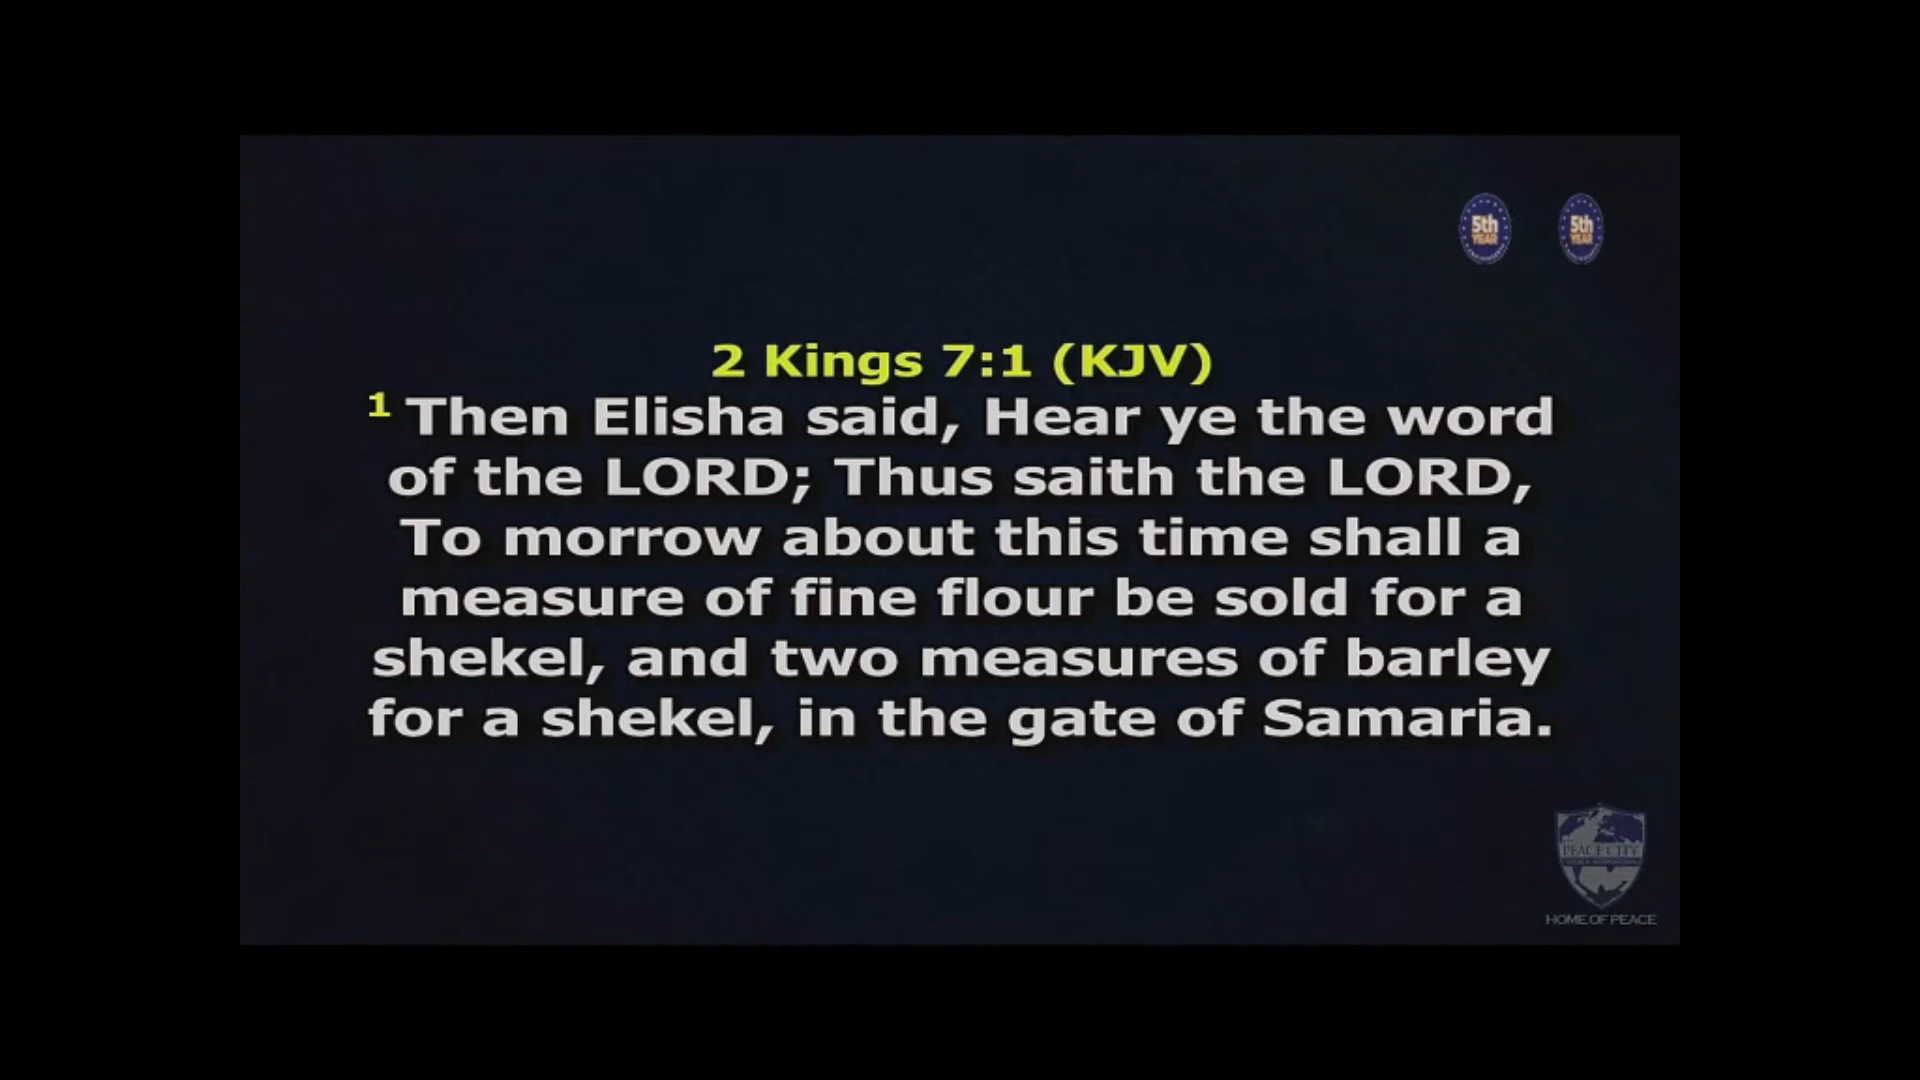 5th
YEAR
5th
YEAR
2 Kings 7:1 (KJV)
1 Then Elisha said, Hear ye the word
of the LORD; Thus saith the LORD,
To morrow about this time shall a
measure of fine flour be sold for a
shekel, and two measures of barley
for a shekel, in the gate of Samaria.
PEACE CITY
HOME OF PEACE